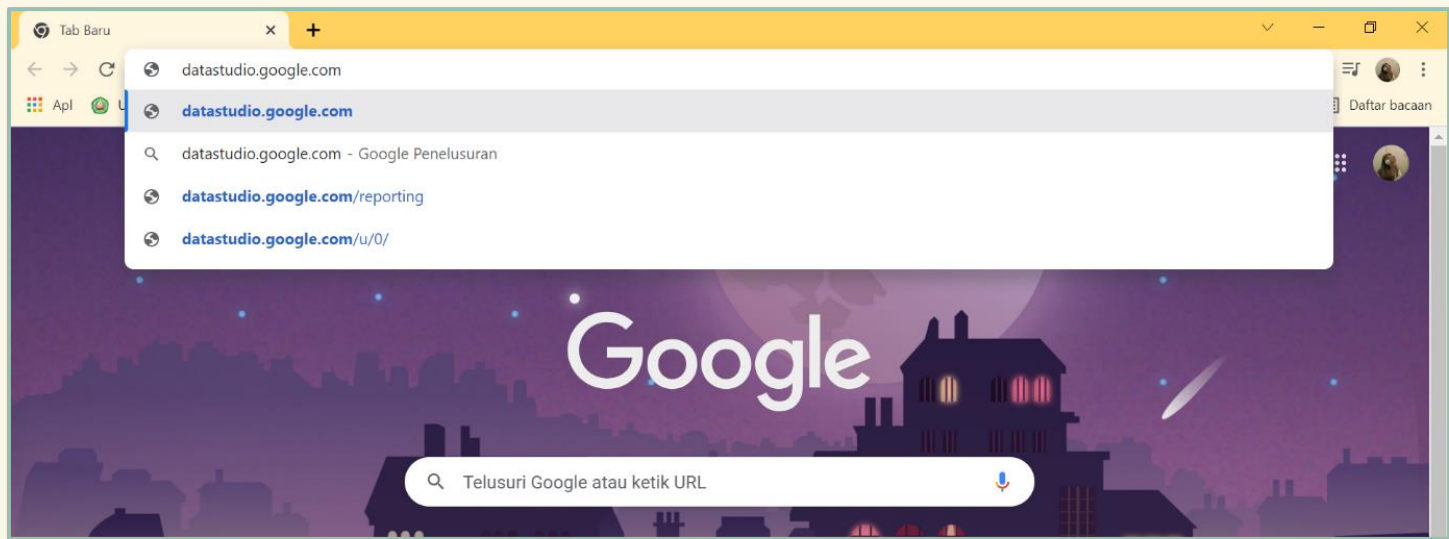 Tab Baru
datastudio.google.com
Apl
datastudio.google.com
Daftar bacaan
datastudio.google.com - Google Penelusuran
datastudio.google.com/reporting
datastudio.google.com/u/0/
Google
Telusuri Google atau ketik URL